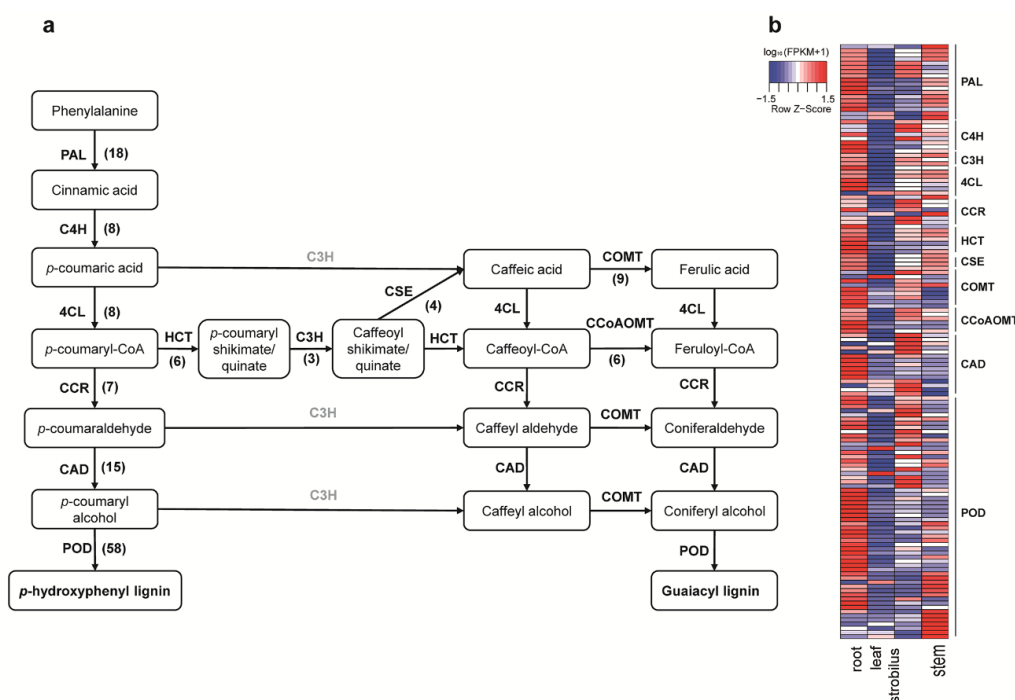 a
Phenylalanine
PAL (18)
Cinnamic acid
C4H (8)
p-coumaric acid
C3H
Caffeic acid
COMT
(9)
Ferulic acid
CSE
(4)
4CL (8)
4CL
4CL
p-coumaryl-CoA
HCT
(6)
p-coumaryl
shikimate/
quinate
C3H
(3)
Caffeoyl
shikimate/
quinate
HCT
Caffeoyl-CoA
CCoAOMT
(6)
Feruloyl-CoA
CCR (7)
CCR
CCR
p-coumaraldehyde
C3H
Caffeyl aldehyde
COMT
Coniferaldehyde
CAD (15)
CAD
CAD
p-coumaryl
alcohol
C3H
Caffeyl alcohol
COMT
Coniferyl alcohol
POD (58)
POD
p-hydroxyphenyl lignin
Guaiacyl lignin
b
log₁₀(FPKM+1)
−1.5 1.5
Row Z−Score
PAL
C4H
C3H
4CL
CCR
HCT
CSE
COMT
CCoAOMT
CAD
POD
root
leaf
strobilus
stem